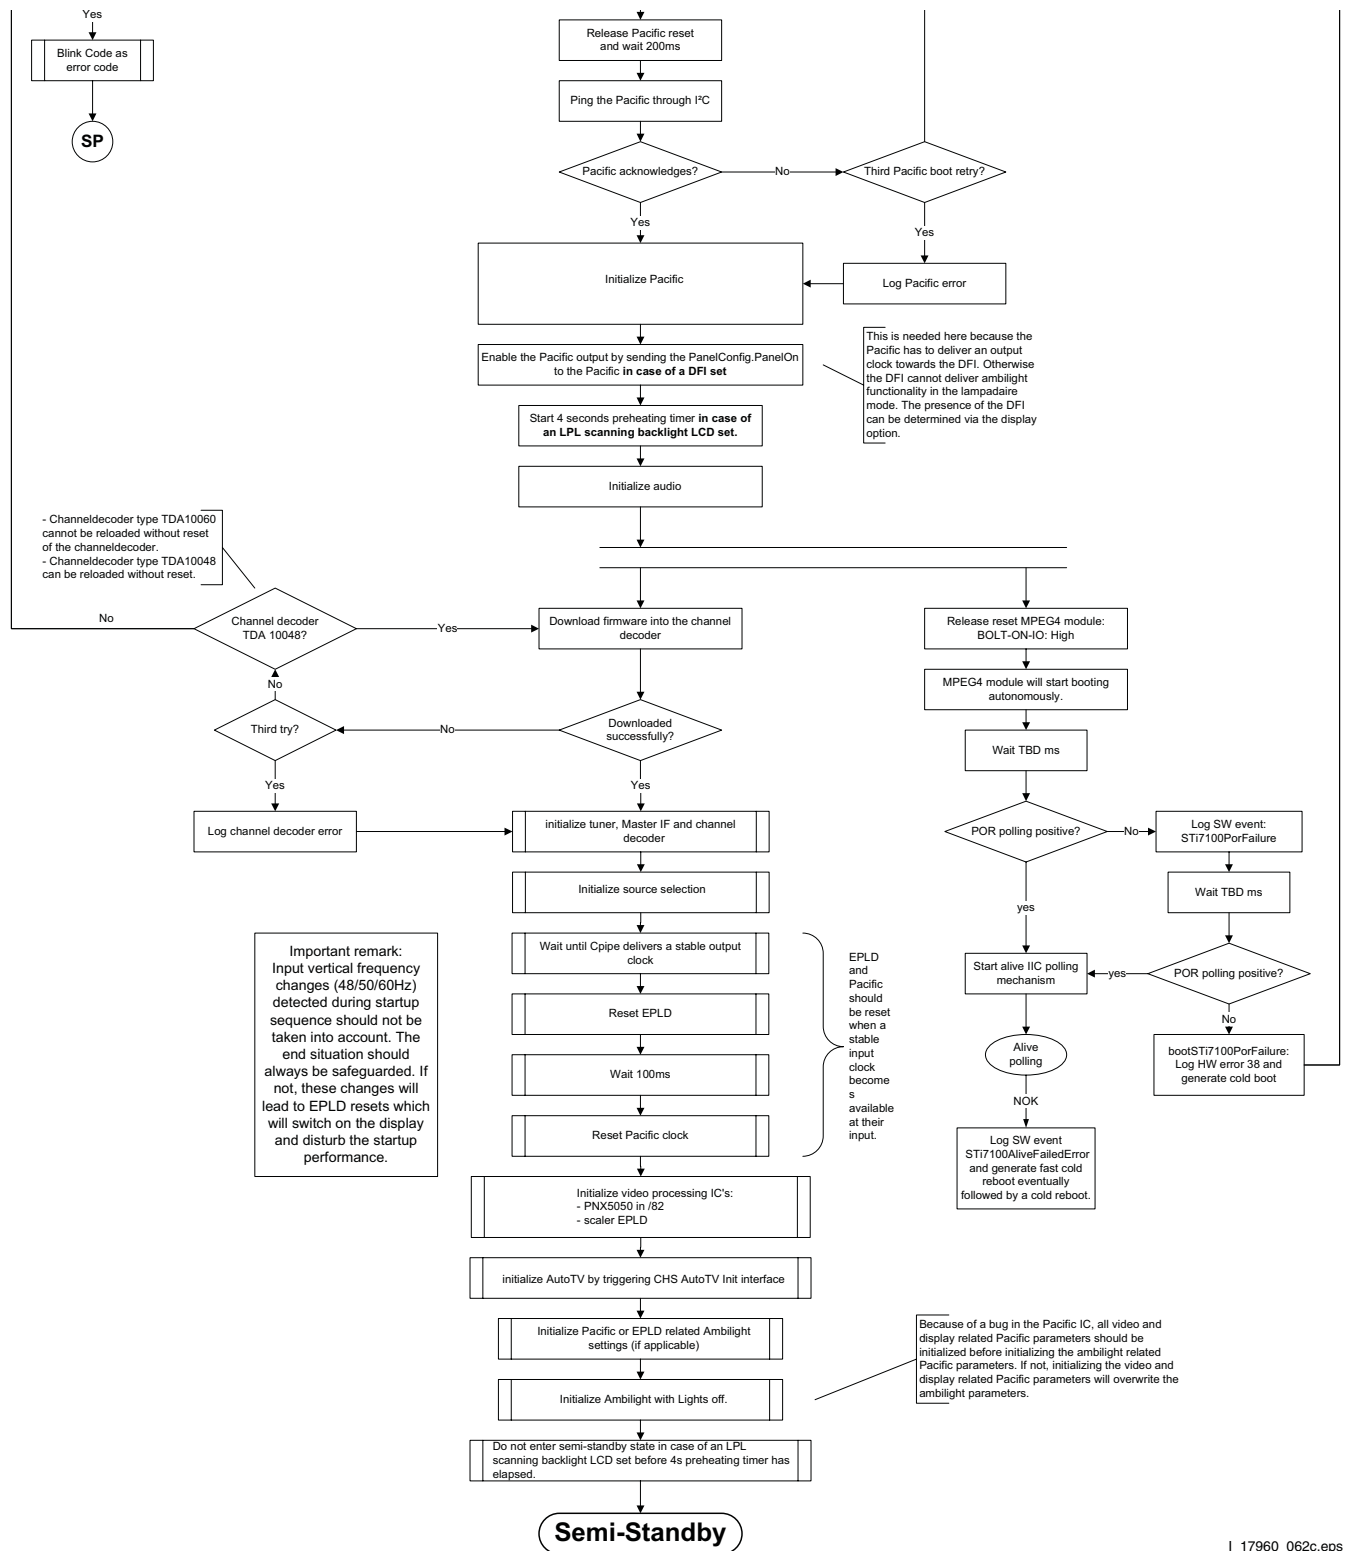 Yes
Blink Code as
error code
SP
Release Pacific reset
and wait 200ms
Ping the Pacific through I²C
Pacific acknowledges?
No
Third Pacific boot retry?
Yes
Yes
Initialize Pacific
Log Pacific error
Enable the Pacific output by sending the PanelConfig.PanelOn
to the Pacific in case of a DFI set
This is needed here because the
Pacific has to deliver an output
clock towards the DFI. Otherwise
the DFI cannot deliver ambilight
functionality in the lampadaire
mode. The presence of the DFI
can be determined via the display
option.
Start 4 seconds preheating timer in case of
an LPL scanning backlight LCD set.
Initialize audio
- Channeldecoder type TDA10060
cannot be reloaded without reset
of the channeldecoder.
- Channeldecoder type TDA10048
can be reloaded without reset.
No
Channel decoder
TDA 10048?
Yes
Download firmware into the channel
decoder
Release reset MPEG4 module:
BOLT-ON-IO: High
MPEG4 module will start booting
autonomously.
No
Third try?
No
Downloaded
successfully?
Wait TBD ms
Yes
Yes
Log channel decoder error
initialize tuner, Master IF and channel
decoder
POR polling positive?
No
Log SW event:
STi7100PorFailure
Initialize source selection
Wait TBD ms
yes
Important remark:
Input vertical frequency
changes (48/50/60Hz)
detected during startup
sequence should not be
taken into account. The
end situation should
always be safeguarded. If
not, these changes will
lead to EPLD resets which
will switch on the display
and disturb the startup
performance.
Wait until Cpipe delivers a stable output
clock
Reset EPLD
Wait 100ms
Reset Pacific clock
EPLD
and
Pacific
should
be reset
when a
stable
input
clock
become
s
available
at their
input.
Start alive IIC polling
mechanism
yes
POR polling positive?
No
Alive
polling
bootSTi7100PorFailure:
Log HW error 38 and
generate cold boot
NOK
Log SW event
STi7100AliveFailedError
and generate fast cold
reboot eventually
followed by a cold reboot.
Initialize video processing IC's:
- PNX5050 in /82
- scaler EPLD
initialize AutoTV by triggering CHS AutoTV Init interface
Initialize Pacific or EPLD related Ambilight
settings (if applicable)
Because of a bug in the Pacific IC, all video and
display related Pacific parameters should be
initialized before initializing the ambilight related
Pacific parameters. If not, initializing the video and
display related Pacific parameters will overwrite the
ambilight parameters.
Initialize Ambilight with Lights off.
Do not enter semi-standby state in case of an LPL
scanning backlight LCD set before 4s preheating timer has
elapsed.
Semi-Standby
I_17960_062c.eps